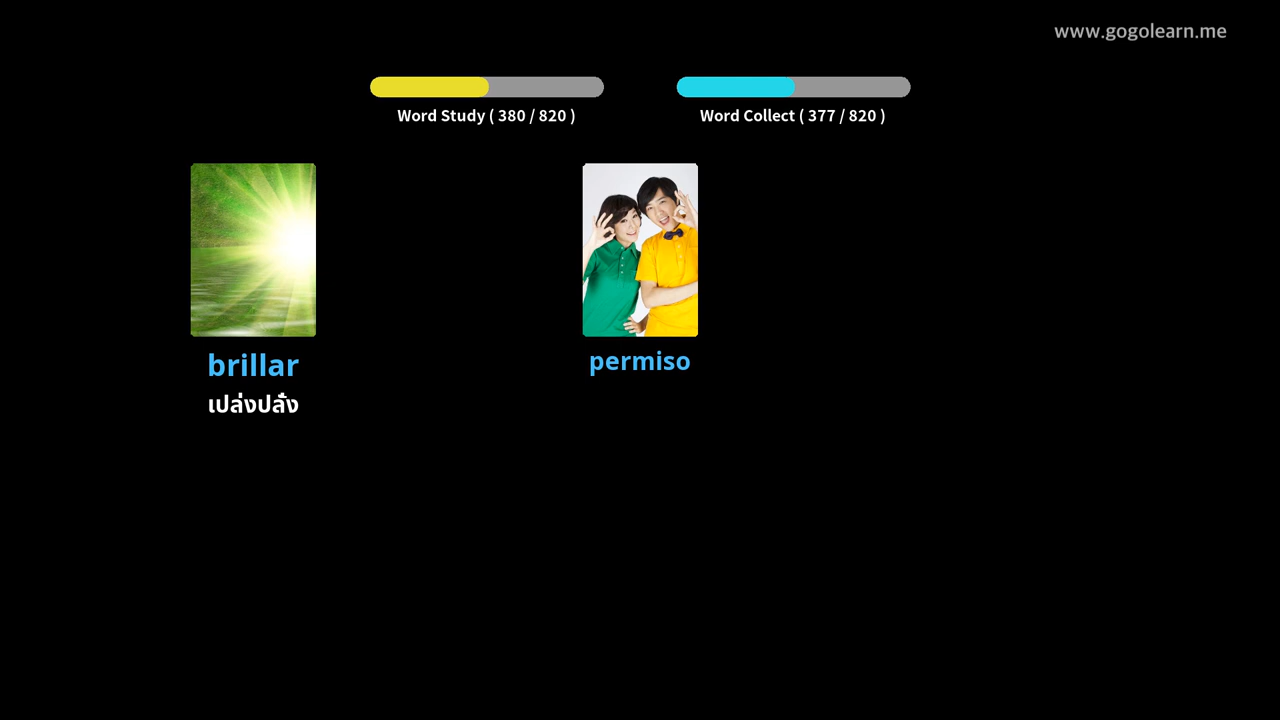 www.gogolearn.me
Word Study ( 380 / 820 )
Word Collect ( 377 / 820 )
brillar
เปล่งปลั่ง
permiso